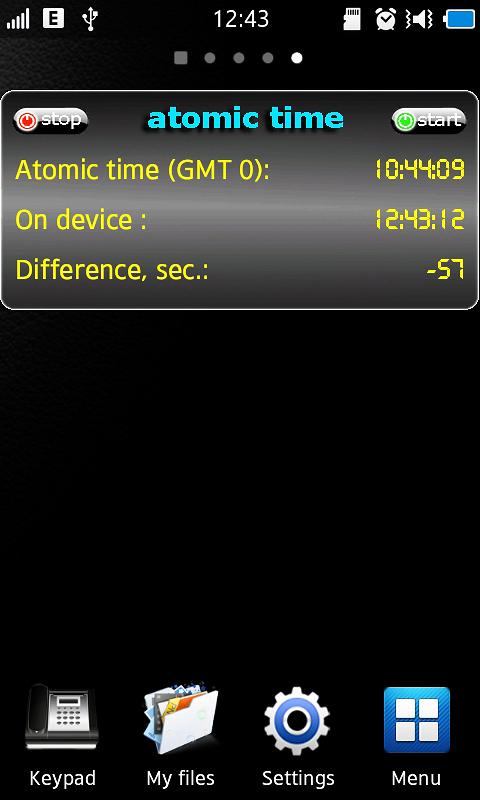 E 12:43
stop atomic time start
Atomic time (GMT 0): 10:44:09
On device : 12:43:12
Difference, sec.: -57
Keypad My files Settings Menu